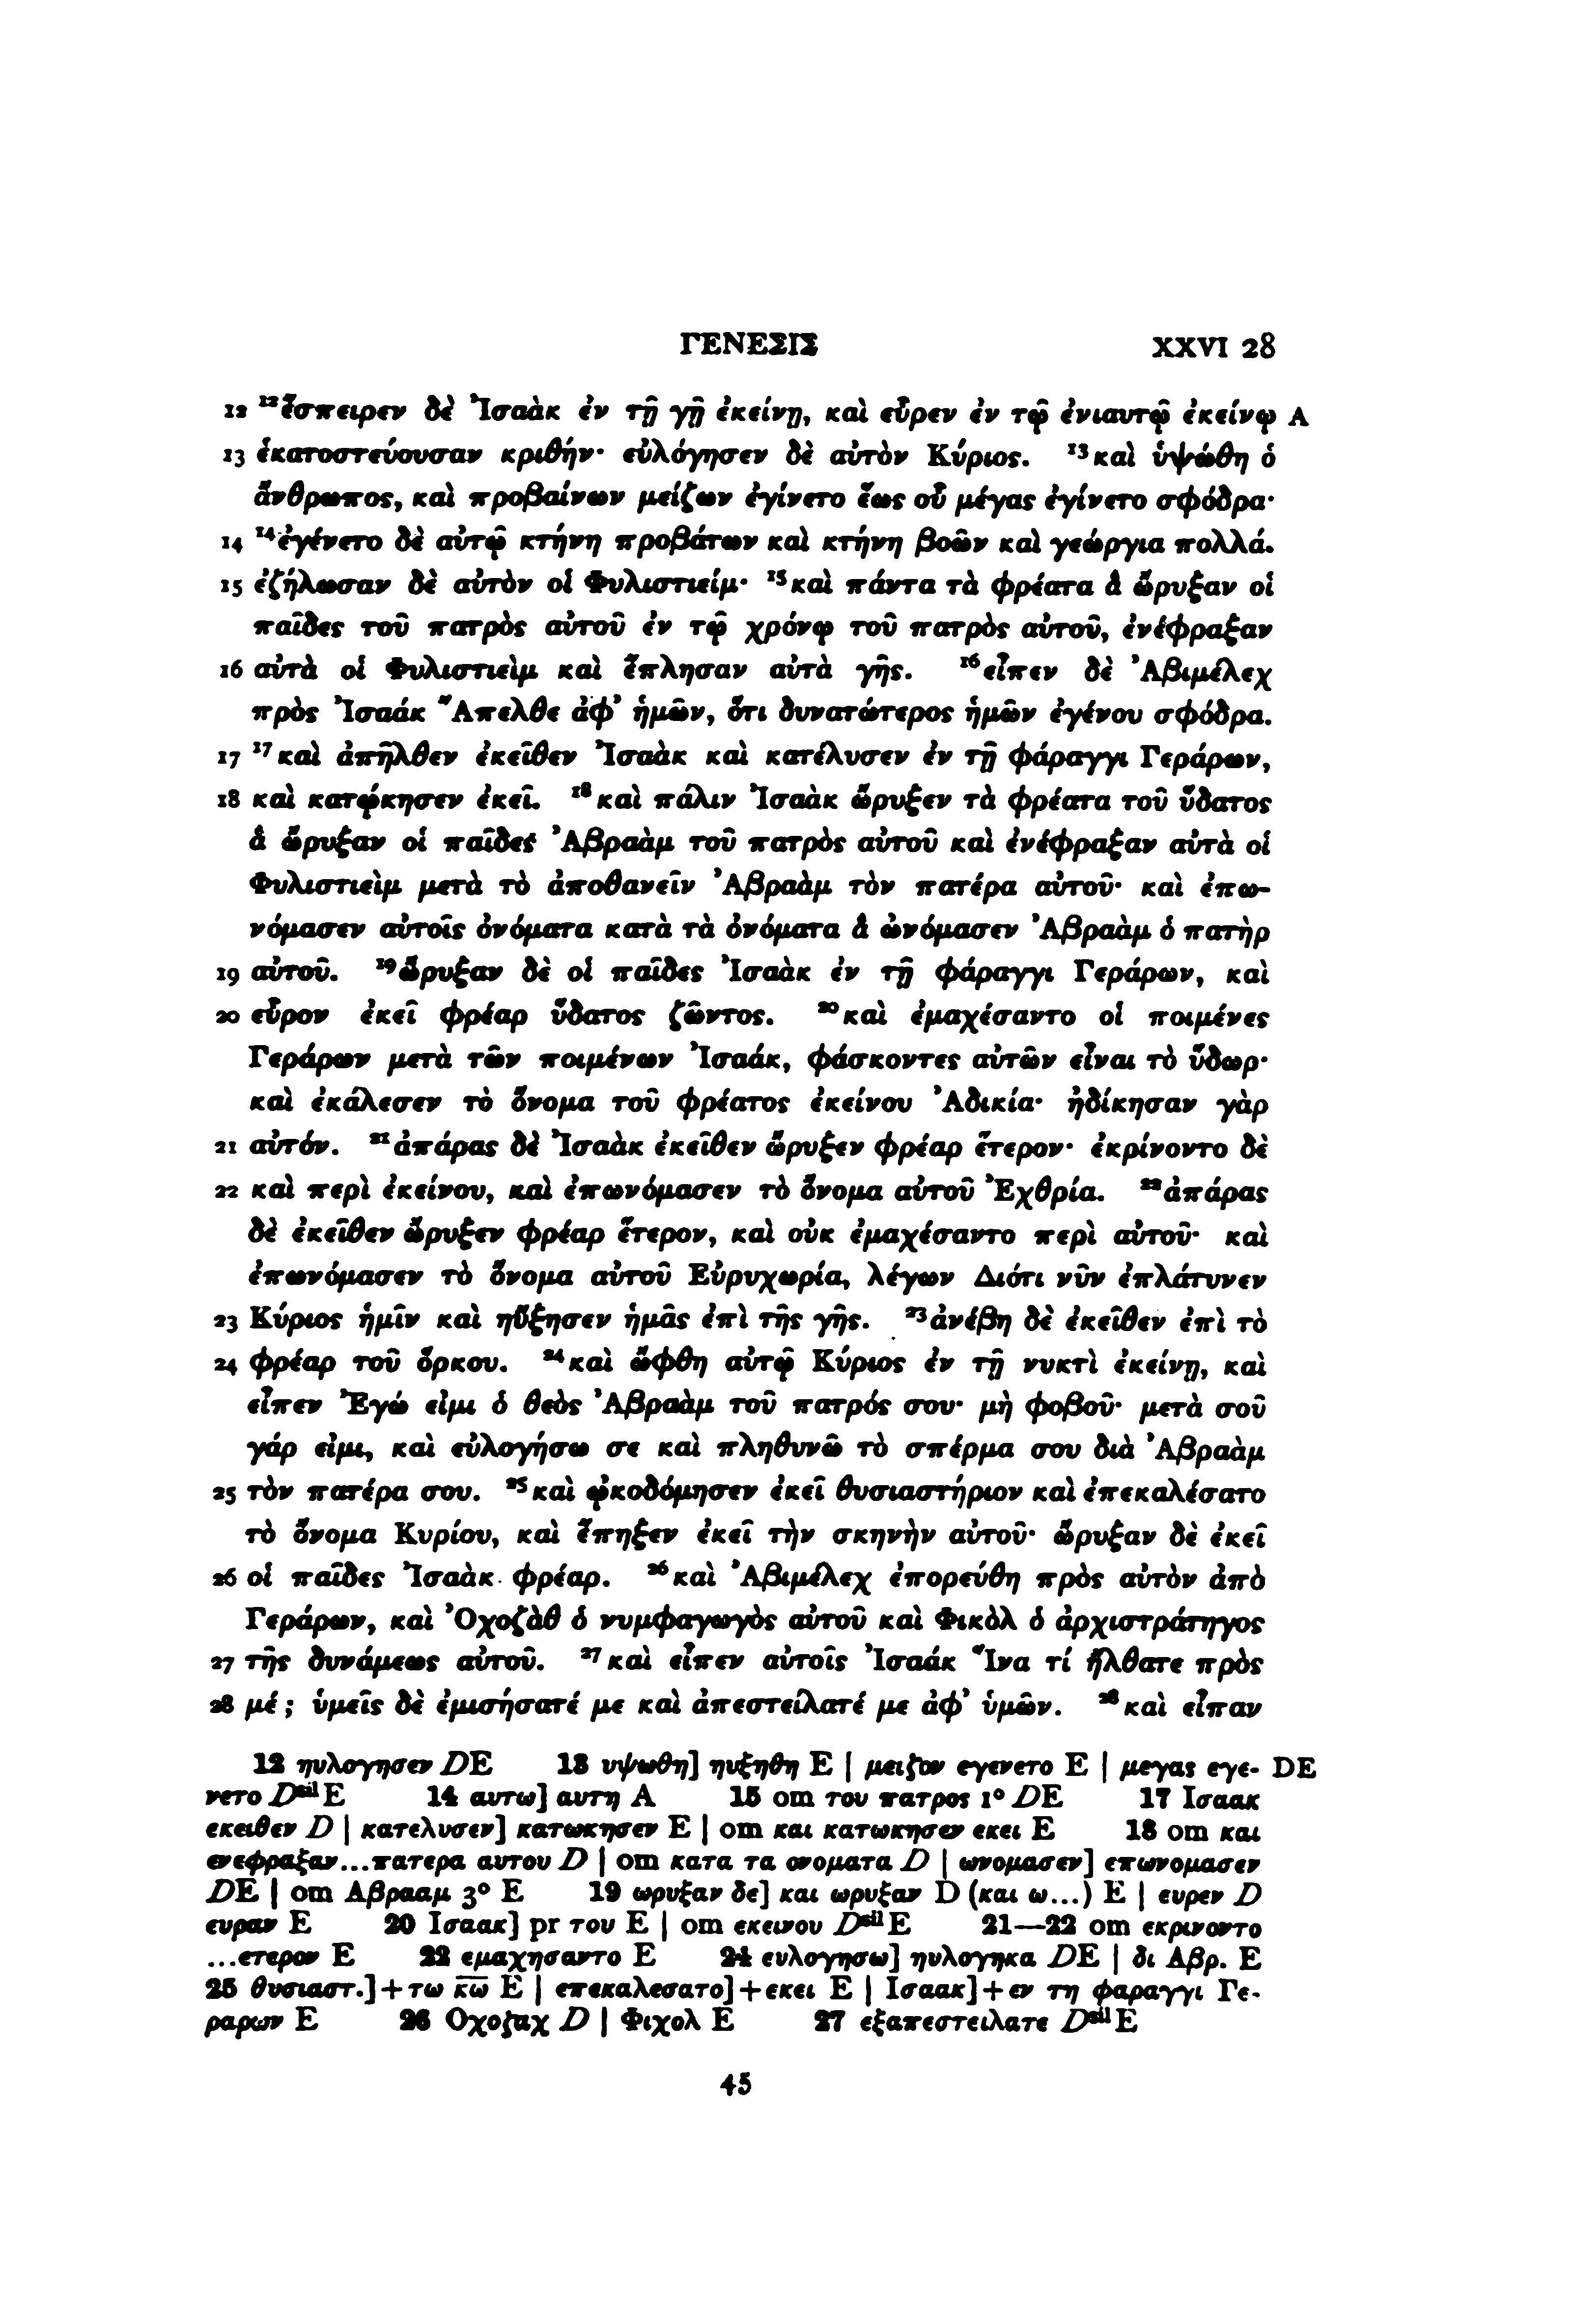 ΓΕΝΕΣΙΣ XXVI 28
12 ¹²ἔσπειρεν δὲ Ἰσαὰκ ἐν τῇ γῇ ἐκείνῃ, καὶ εὗρεν ἐν τῷ ἐνιαυτῷ ἐκείνῳ A
13 ἑκατοστεύουσαν κριθήν· εὐλόγησεν δὲ αὐτὸν Κύριος. ¹³καὶ ὑψώθη ὁ
ἄνθρωπος, καὶ προβαίνων μείζων ἐγίνετο ἕως οὗ μέγας ἐγίνετο σφόδρα·
14 ¹⁴ἐγένετο δὲ αὐτῷ κτήνη προβάτων καὶ κτήνη βοῶν καὶ γεώργια πολλά.
15 ἐζήλωσαν δὲ αὐτὸν οἱ Φυλιστιείμ· ¹⁵καὶ πάντα τὰ φρέατα ἃ ὤρυξαν οἱ
παῖδες τοῦ πατρὸς αὐτοῦ ἐν τῷ χρόνῳ τοῦ πατρὸς αὐτοῦ, ἐνέφραξαν
16 αὐτὰ οἱ Φυλιστιεὶμ καὶ ἔπλησαν αὐτὰ γῆς. ¹⁶εἶπεν δὲ Ἀβιμέλεχ
πρὸς Ἰσαάκ Ἄπελθε ἀφ’ ἡμῶν, ὅτι δυνατώτερος ἡμῶν ἐγένου σφόδρα.
17 ¹⁷καὶ ἀπῆλθεν ἐκεῖθεν Ἰσαὰκ καὶ κατέλυσεν ἐν τῇ φάραγγι Γεράρων,
18 καὶ κατῴκησεν ἐκεῖ. ¹⁸καὶ πάλιν Ἰσαὰκ ὤρυξεν τὰ φρέατα τοῦ ὕδατος
ἃ ὤρυξαν οἱ παῖδες Ἀβραὰμ τοῦ πατρὸς αὐτοῦ καὶ ἐνέφραξαν αὐτὰ οἱ
Φυλιστιεὶμ μετὰ τὸ ἀποθανεῖν Ἀβραὰμ τὸν πατέρα αὐτοῦ· καὶ ἐπω-
νόμασεν αὐτοῖς ὀνόματα κατὰ τὰ ὀνόματα ἃ ὠνόμασεν Ἀβραὰμ ὁ πατὴρ
19 αὐτοῦ. ¹⁹ὤρυξαν δὲ οἱ παῖδες Ἰσαὰκ ἐν τῇ φάραγγι Γεράρων, καὶ
20 εὗρον ἐκεῖ φρέαρ ὕδατος ζῶντος. ²⁰καὶ ἐμαχέσαντο οἱ ποιμένες
Γεράρων μετὰ τῶν ποιμένων Ἰσαάκ, φάσκοντες αὐτῶν εἶναι τὸ ὕδωρ·
καὶ ἐκάλεσεν τὸ ὄνομα τοῦ φρέατος ἐκείνου Ἀδικία· ἠδίκησαν γὰρ
21 αὐτόν. ²¹ἀπάρας δὲ Ἰσαὰκ ἐκεῖθεν ὤρυξεν φρέαρ ἕτερον· ἐκρίνοντο δὲ
22 καὶ περὶ ἐκείνου, καὶ ἐπωνόμασεν τὸ ὄνομα αὐτοῦ Ἐχθρία. ²²ἀπάρας
δὲ ἐκεῖθεν ὤρυξεν φρέαρ ἕτερον, καὶ οὐκ ἐμαχέσαντο περὶ αὐτοῦ· καὶ
ἐπωνόμασεν τὸ ὄνομα αὐτοῦ Εὐρυχωρία, λέγων Διότι νῦν ἐπλάτυνεν
23 Κύριος ἡμῖν καὶ ηὔξησεν ἡμᾶς ἐπὶ τῆς γῆς. ²³ἀνέβη δὲ ἐκεῖθεν ἐπὶ τὸ
24 φρέαρ τοῦ ὅρκου. ²⁴καὶ ὤφθη αὐτῷ Κύριος ἐν τῇ νυκτὶ ἐκείνῃ, καὶ
εἶπεν Ἐγώ εἰμι ὁ θεὸς Ἀβραὰμ τοῦ πατρός σου· μὴ φοβοῦ· μετὰ σοῦ
γάρ εἰμι, καὶ εὐλογήσω σε καὶ πληθυνῶ τὸ σπέρμα σου διὰ Ἀβραὰμ
25 τὸν πατέρα σου. ²⁵καὶ ᾠκοδόμησεν ἐκεῖ θυσιαστήριον καὶ ἐπεκαλέσατο
τὸ ὄνομα Κυρίου, καὶ ἔπηξεν ἐκεῖ τὴν σκηνὴν αὐτοῦ· ὤρυξαν δὲ ἐκεῖ
26 οἱ παῖδες Ἰσαὰκ φρέαρ. ²⁶καὶ Ἀβιμέλεχ ἐπορεύθη πρὸς αὐτὸν ἀπὸ
Γεράρων, καὶ Ὀχοζὰθ ὁ νυμφαγωγὸς αὐτοῦ καὶ Φικὸλ ὁ ἀρχιστράτηγος
27 τῆς δυνάμεως αὐτοῦ. ²⁷καὶ εἶπεν αὐτοῖς Ἰσαάκ Ἵνα τί ἤλθατε πρὸς
28 μέ; ὑμεῖς δὲ ἐμισήσατέ με καὶ ἀπεστείλατέ με ἀφ’ ὑμῶν. ²⁸καὶ εἶπαν
12 ηυλογησεν DE 13 υψωθη] ηυξηθη E | μειζον εγενετο E | μεγας εγε- DE
νετο Dˢⁱˡ E 14 αυτω] αυτη A 15 om του πατρος 1° DE 17 Ισαακ
εκειθεν D | κατελυσεν] κατωκησεν E | om και κατωκησεν εκει E 18 om και
ενεφραξαν...πατερα αυτου D | om κατα τα ονοματα D | ωνομασεν] επωνομασεν
DE | om Αβρααμ 3° E 19 ωρυξαν δε] και ωρυξαν D (και ω...) E | ευρεν D
ευραν E 20 Ισαακ] pr του E | om εκεινου Dˢⁱˡ E 21—22 om εκρινοντο
...ετερον E 22 εμαχησαντο E 24 ευλογησω] ηυλογηκα DE | δι Αβρ. E
25 θυσιαστ.]+τω κ̅ω̅ E | επεκαλεσατο]+εκει E | Ισαακ]+εν τη φαραγγι Γε-
ραρων E 26 Οχοζαχ D | Φιχολ E 27 εξαπεστειλατε Dˢⁱˡ E
45